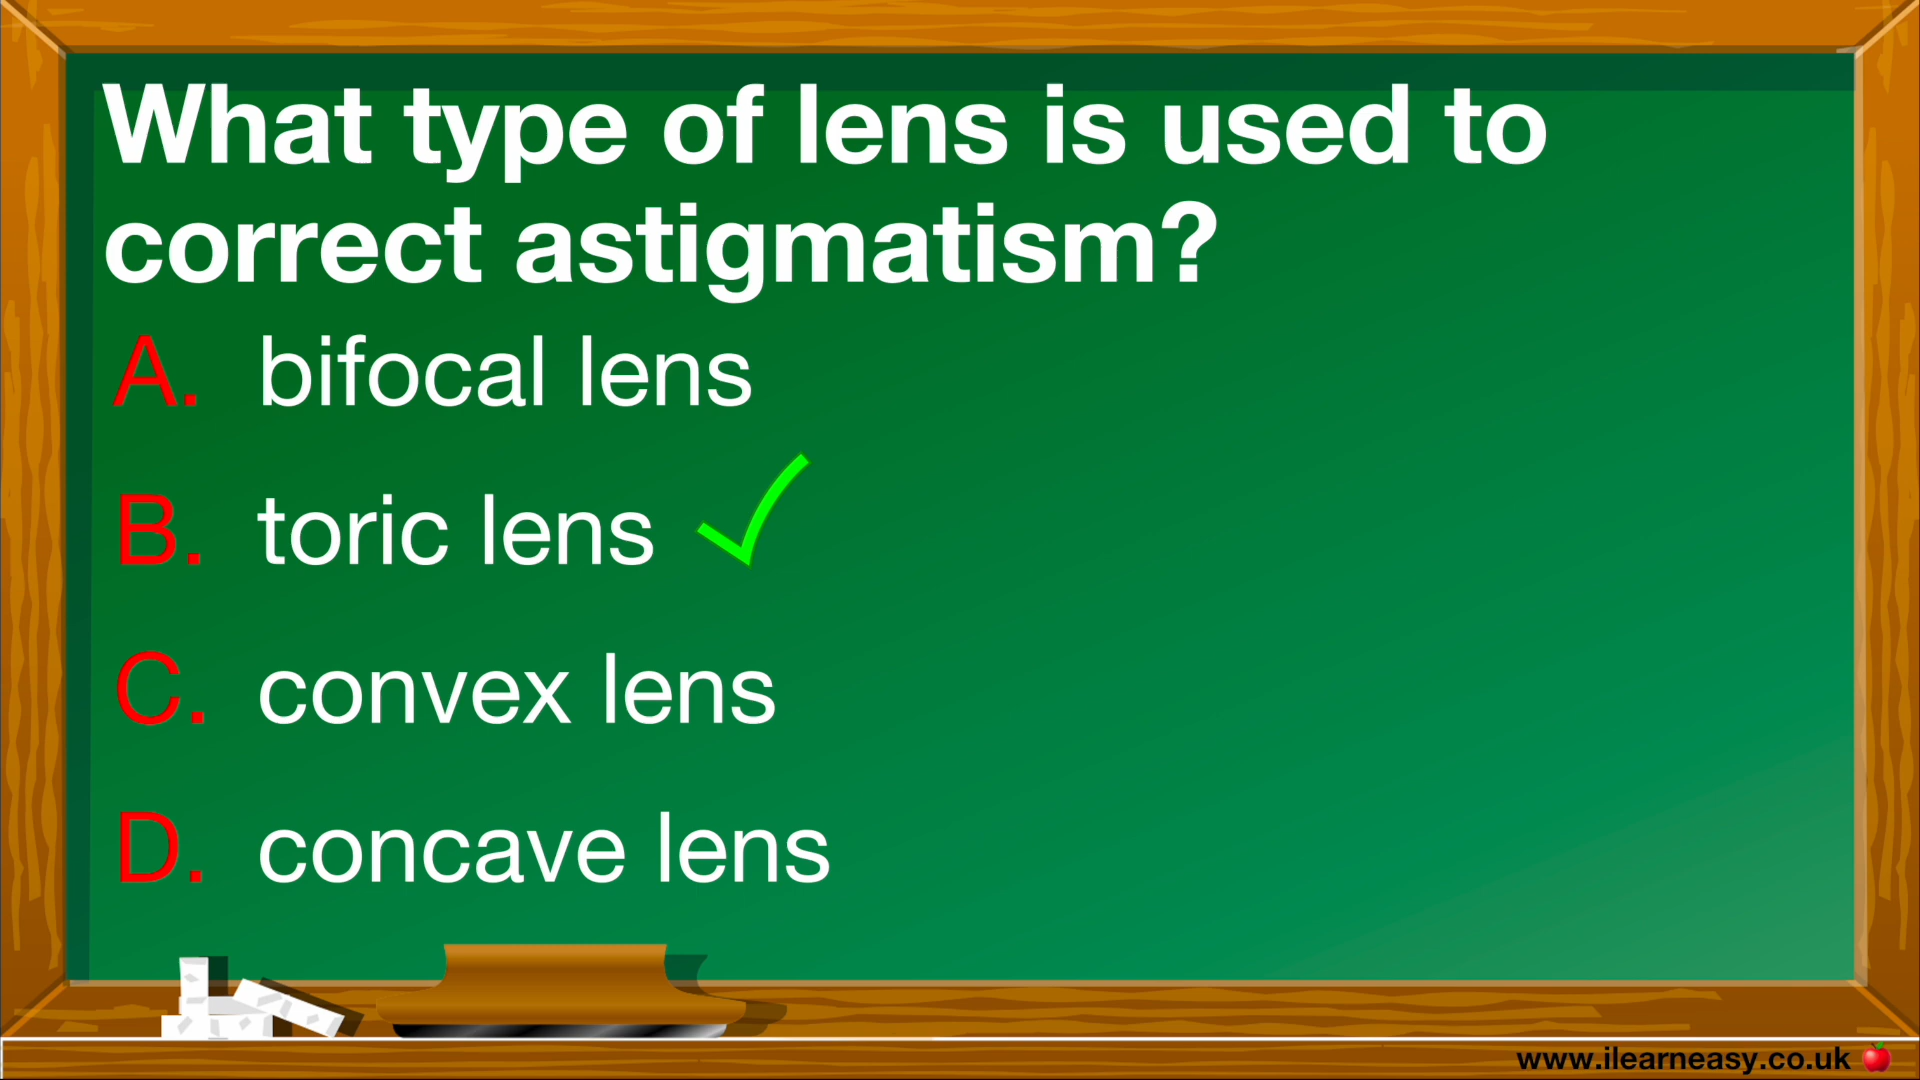 What type of lens is used to
correct astigmatism?
A. bifocal lens
B. toric lens
C. convex lens
D. concave lens
www.ilearneasy.co.uk